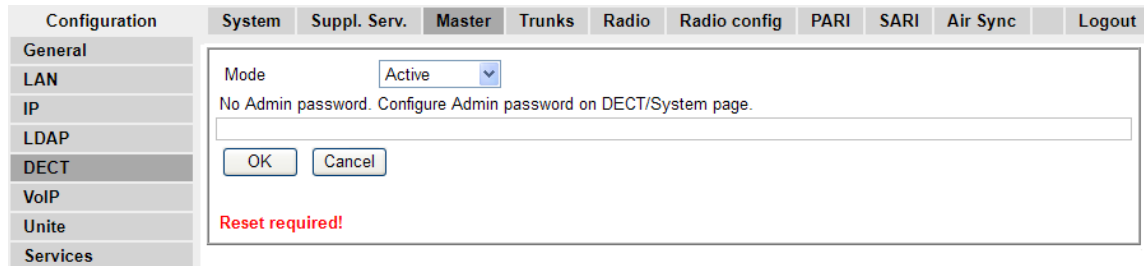 Configuration System Suppl. Serv. Master Trunks Radio Radio config PARI SARI Air Sync Logout
General
LAN
IP
LDAP
DECT
VoIP
Unite
Services
Mode Active
No Admin password. Configure Admin password on DECT/System page.
OK Cancel
Reset required!